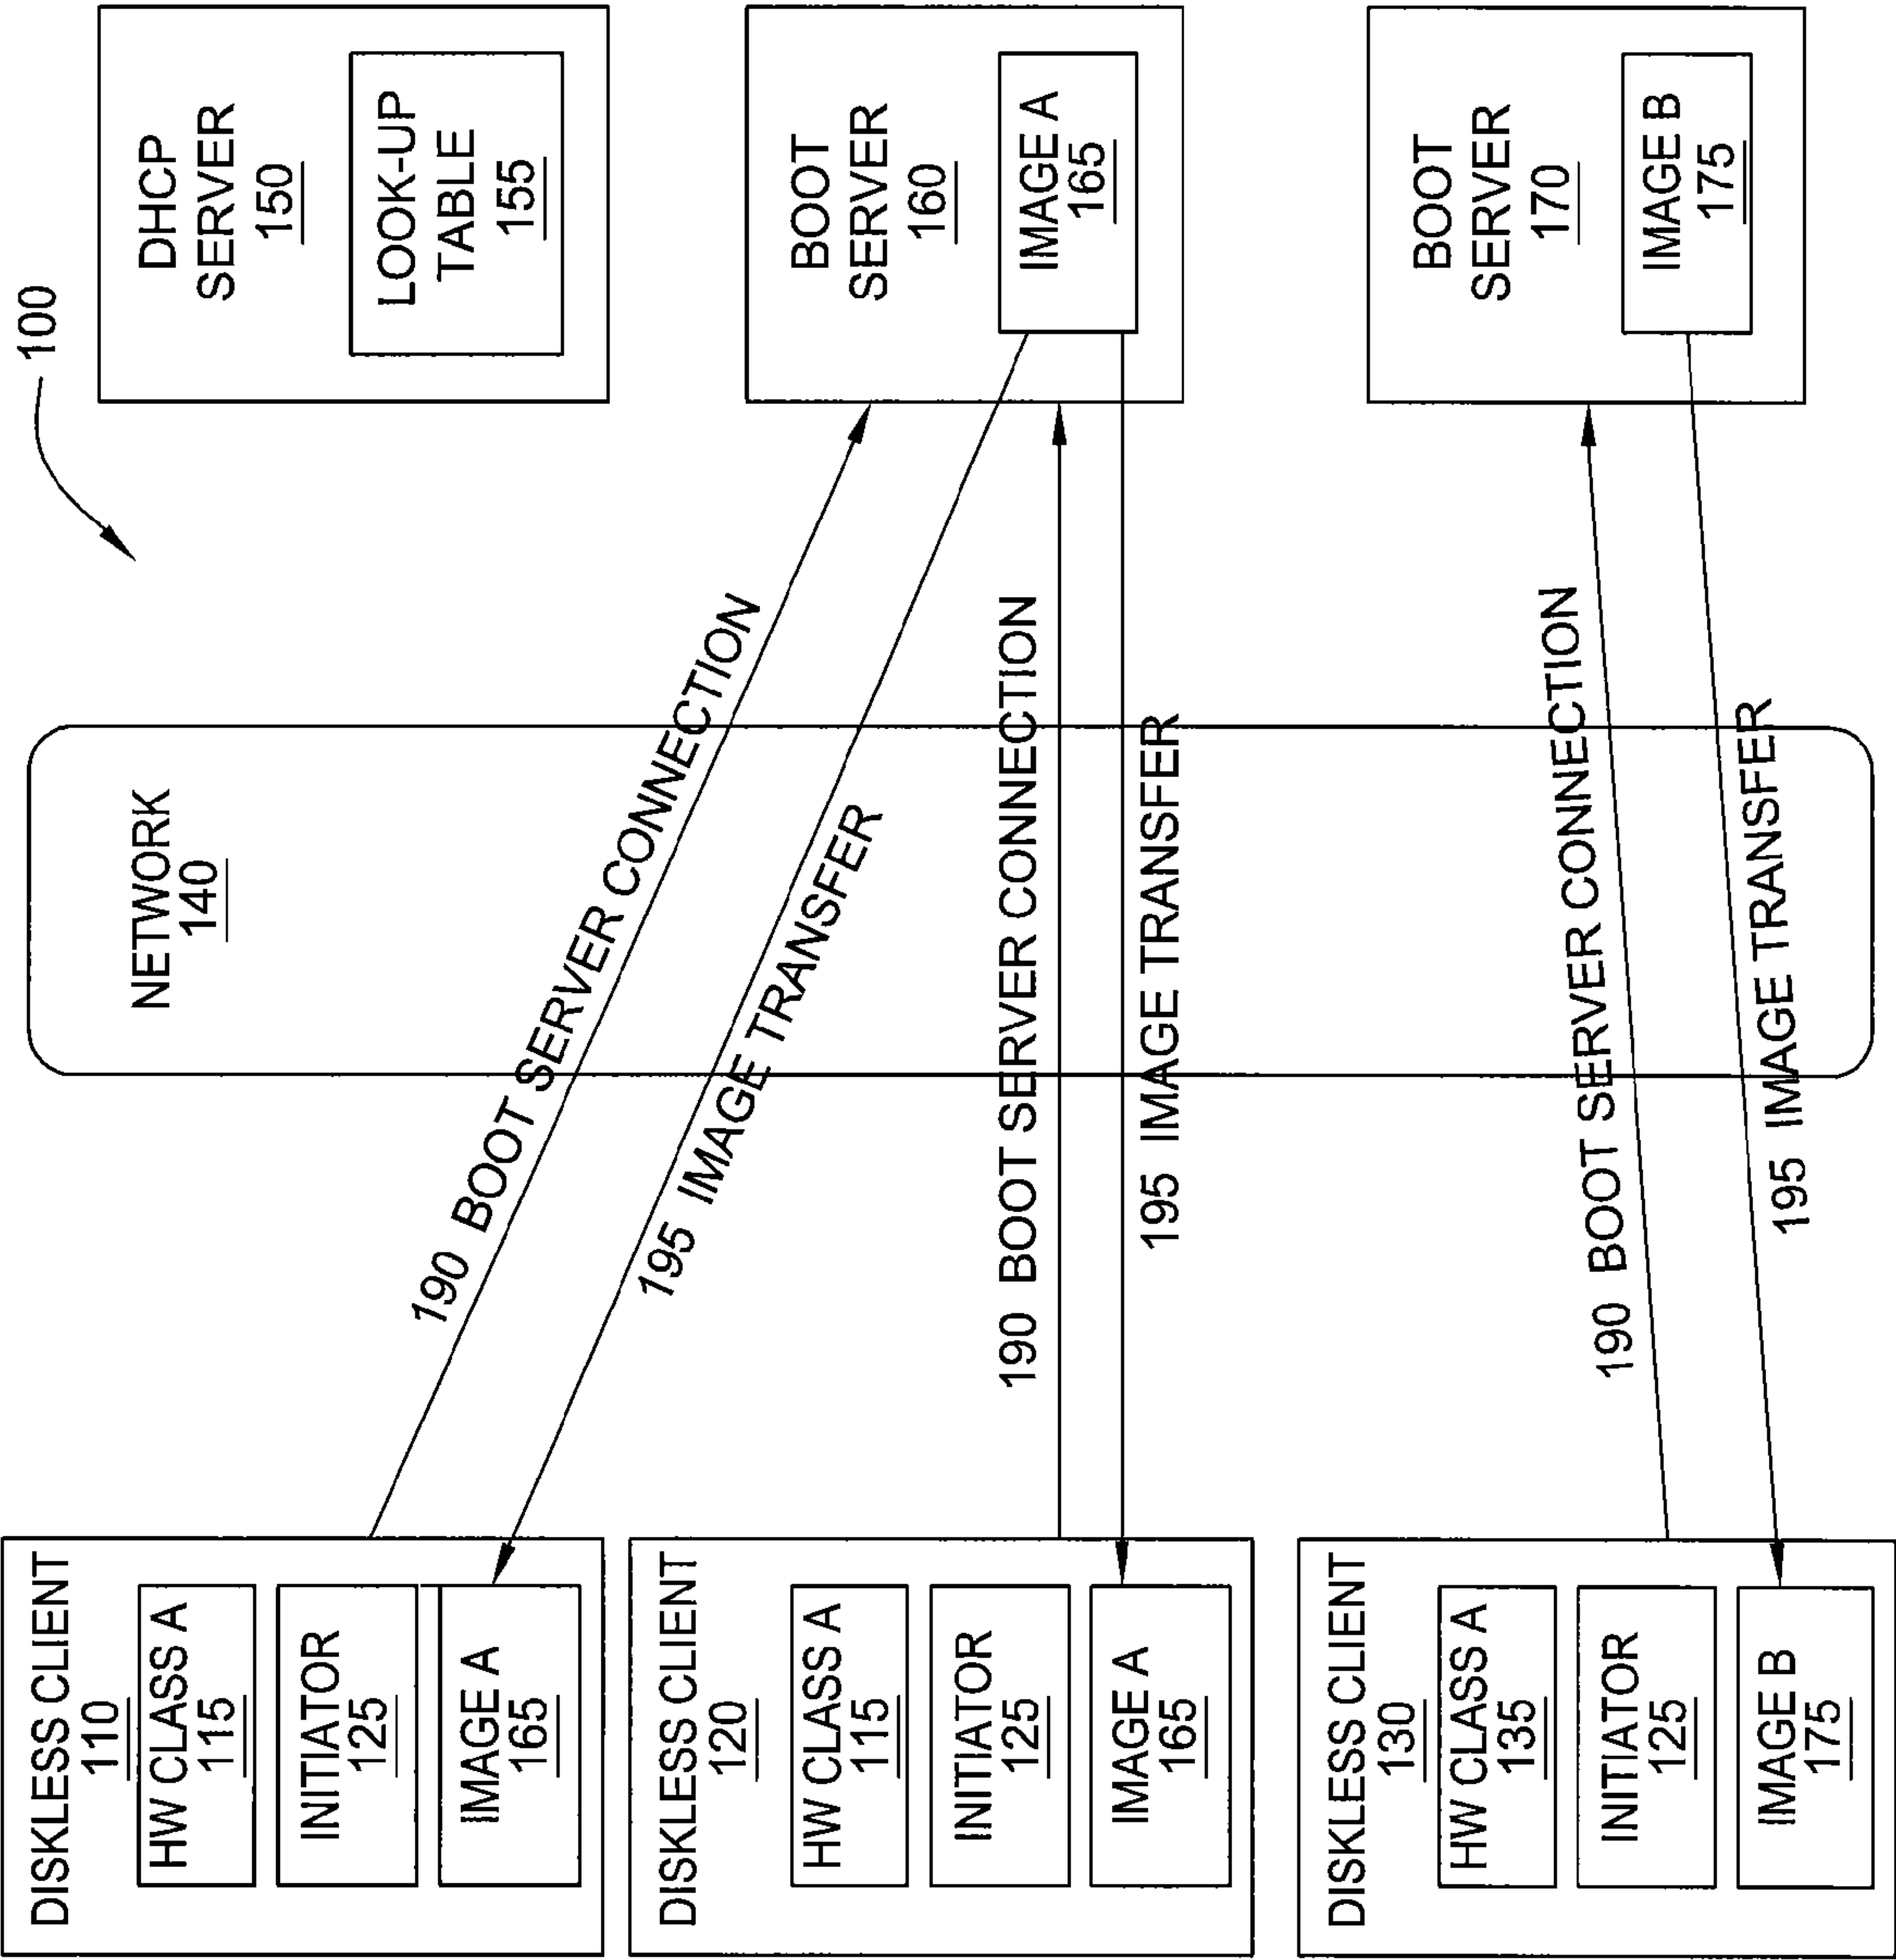 100
DISKLESS CLIENT
110
HW CLASS A
115
INITIATOR
125
IMAGE A
165
DISKLESS CLIENT
120
HW CLASS A
115
INITIATOR
125
IMAGE A
165
DISKLESS CLIENT
130
HW CLASS A
135
INITIATOR
125
IMAGE B
175
NETWORK
140
190 BOOT SERVER CONNECTION
195 IMAGE TRANSFER
190 BOOT SERVER CONNECTION
195 IMAGE TRANSFER
190 BOOT SERVER CONNECTION
195 IMAGE TRANSFER
DHCP
SERVER
150
LOOK-UP
TABLE
155
BOOT
SERVER
160
IMAGE A
165
BOOT
SERVER
170
IMAGE B
175